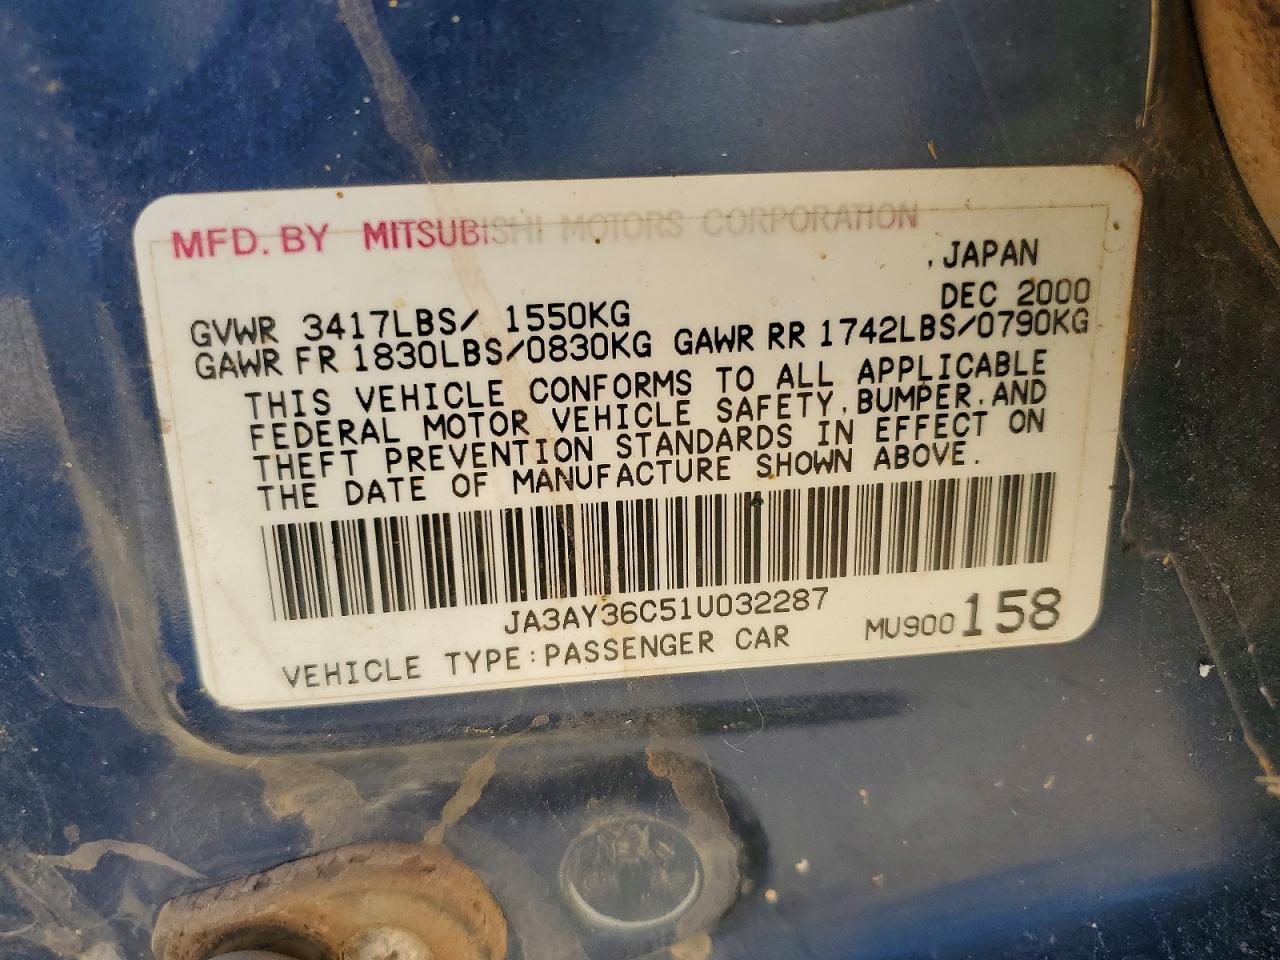 MFD. BY MITSUBISHI MOTORS CORPORATION
, JAPAN
DEC 2000
GVWR 3417LBS/ 1550KG
GAWR FR 1830LBS/0830KG GAWR RR 1742LBS/0790KG
THIS VEHICLE CONFORMS TO ALL APPLICABLE
FEDERAL MOTOR VEHICLE SAFETY, BUMPER, AND
THEFT PREVENTION STANDARDS IN EFFECT ON
THE DATE OF MANUFACTURE SHOWN ABOVE.
JA3AY36C51U032287
VEHICLE TYPE:PASSENGER CAR
MU900158